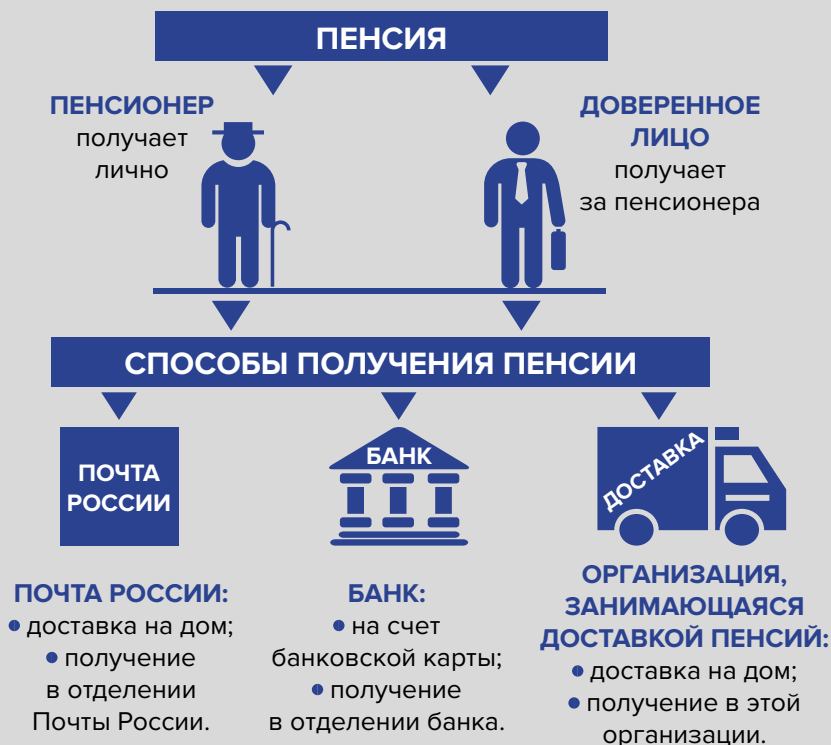 ПЕНСИЯ
ПЕНСИОНЕР
получает
лично
ДОВЕРЕННОЕ
ЛИЦО
получает
за пенсионера
СПОСОБЫ ПОЛУЧЕНИЯ ПЕНСИИ
ПОЧТА
РОССИИ
БАНК
ДОСТАВКА
ПОЧТА РОССИИ:
• доставка на дом;
• получение
в отделении
Почты России.
БАНК:
• на счет
банковской карты;
• получение
в отделении банка.
ОРГАНИЗАЦИЯ,
ЗАНИМАЮЩАЯСЯ
ДОСТАВКОЙ ПЕНСИЙ:
• доставка на дом;
• получение в этой
организации.